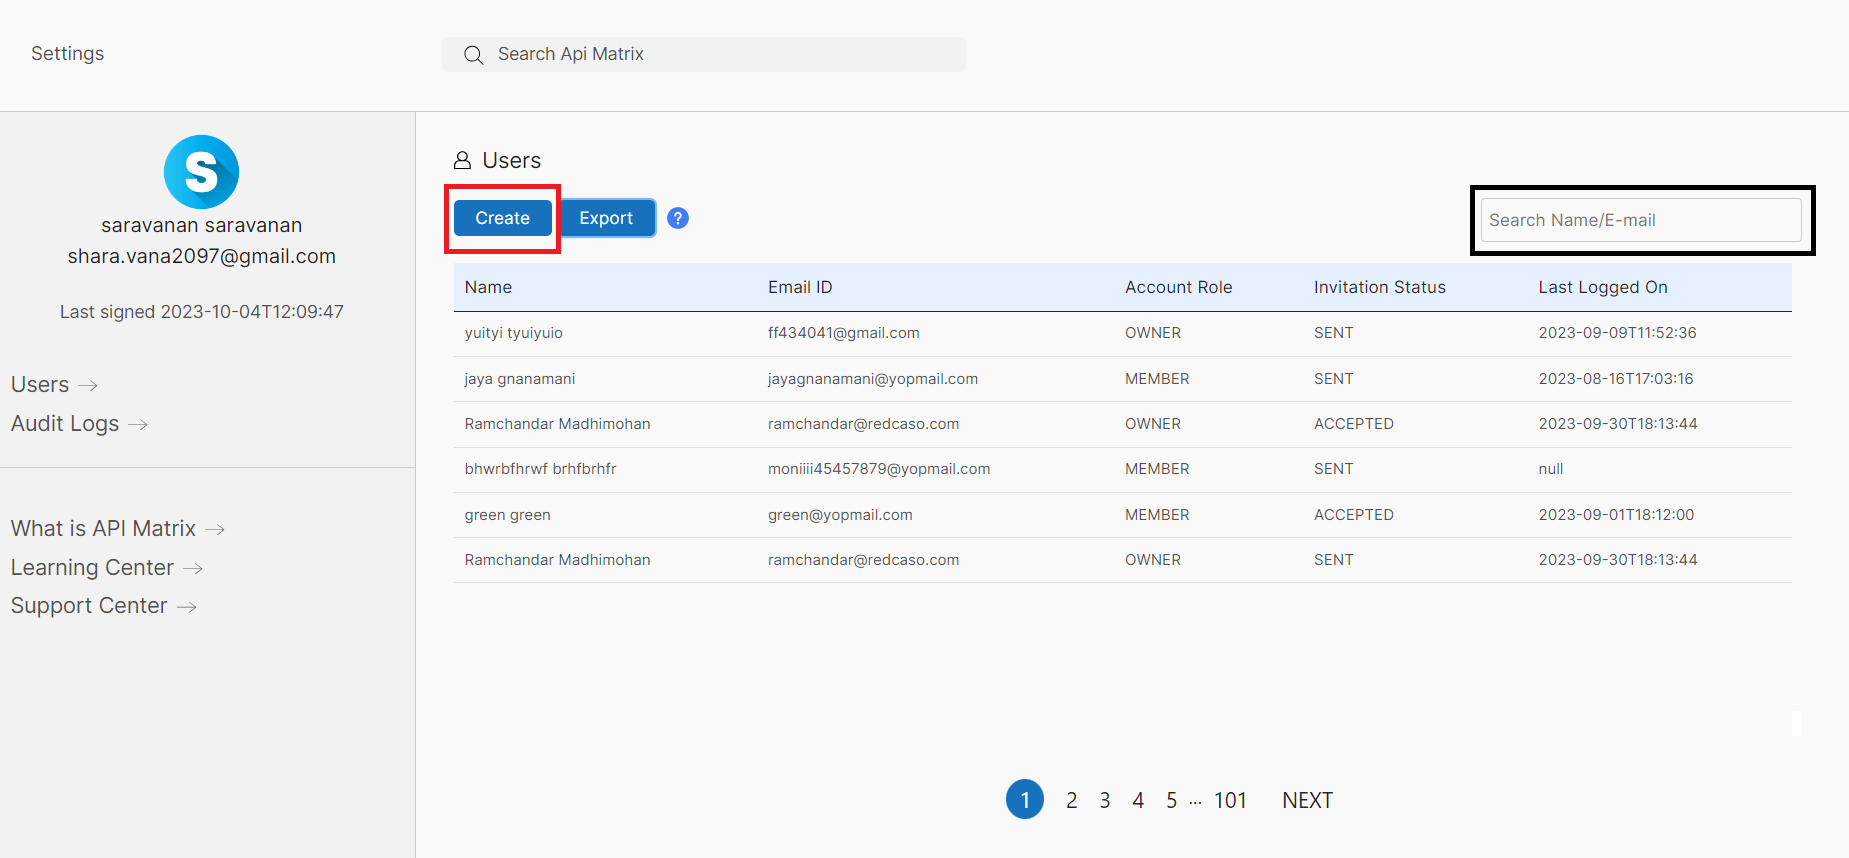 Settings
Search Api Matrix
S
saravanan saravanan
shara.vana2097@gmail.com
Last signed 2023-10-04T12:09:47
Users →
Audit Logs →
What is API Matrix →
Learning Center →
Support Center →
Users
Create Export ?
Search Name/E-mail
Name Email ID Account Role Invitation Status Last Logged On
yuityi tyuiyuio ff434041@gmail.com OWNER SENT 2023-09-09T11:52:36
jaya gnanamani jayagnanamani@yopmail.com MEMBER SENT 2023-08-16T17:03:16
Ramchandar Madhimohan ramchandar@redcaso.com OWNER ACCEPTED 2023-09-30T18:13:44
bhwrbfhrwf brhfbrhfr moniiii45457879@yopmail.com MEMBER SENT null
green green green@yopmail.com MEMBER ACCEPTED 2023-09-01T18:12:00
Ramchandar Madhimohan ramchandar@redcaso.com OWNER SENT 2023-09-30T18:13:44
1 2 3 4 5 ... 101 NEXT